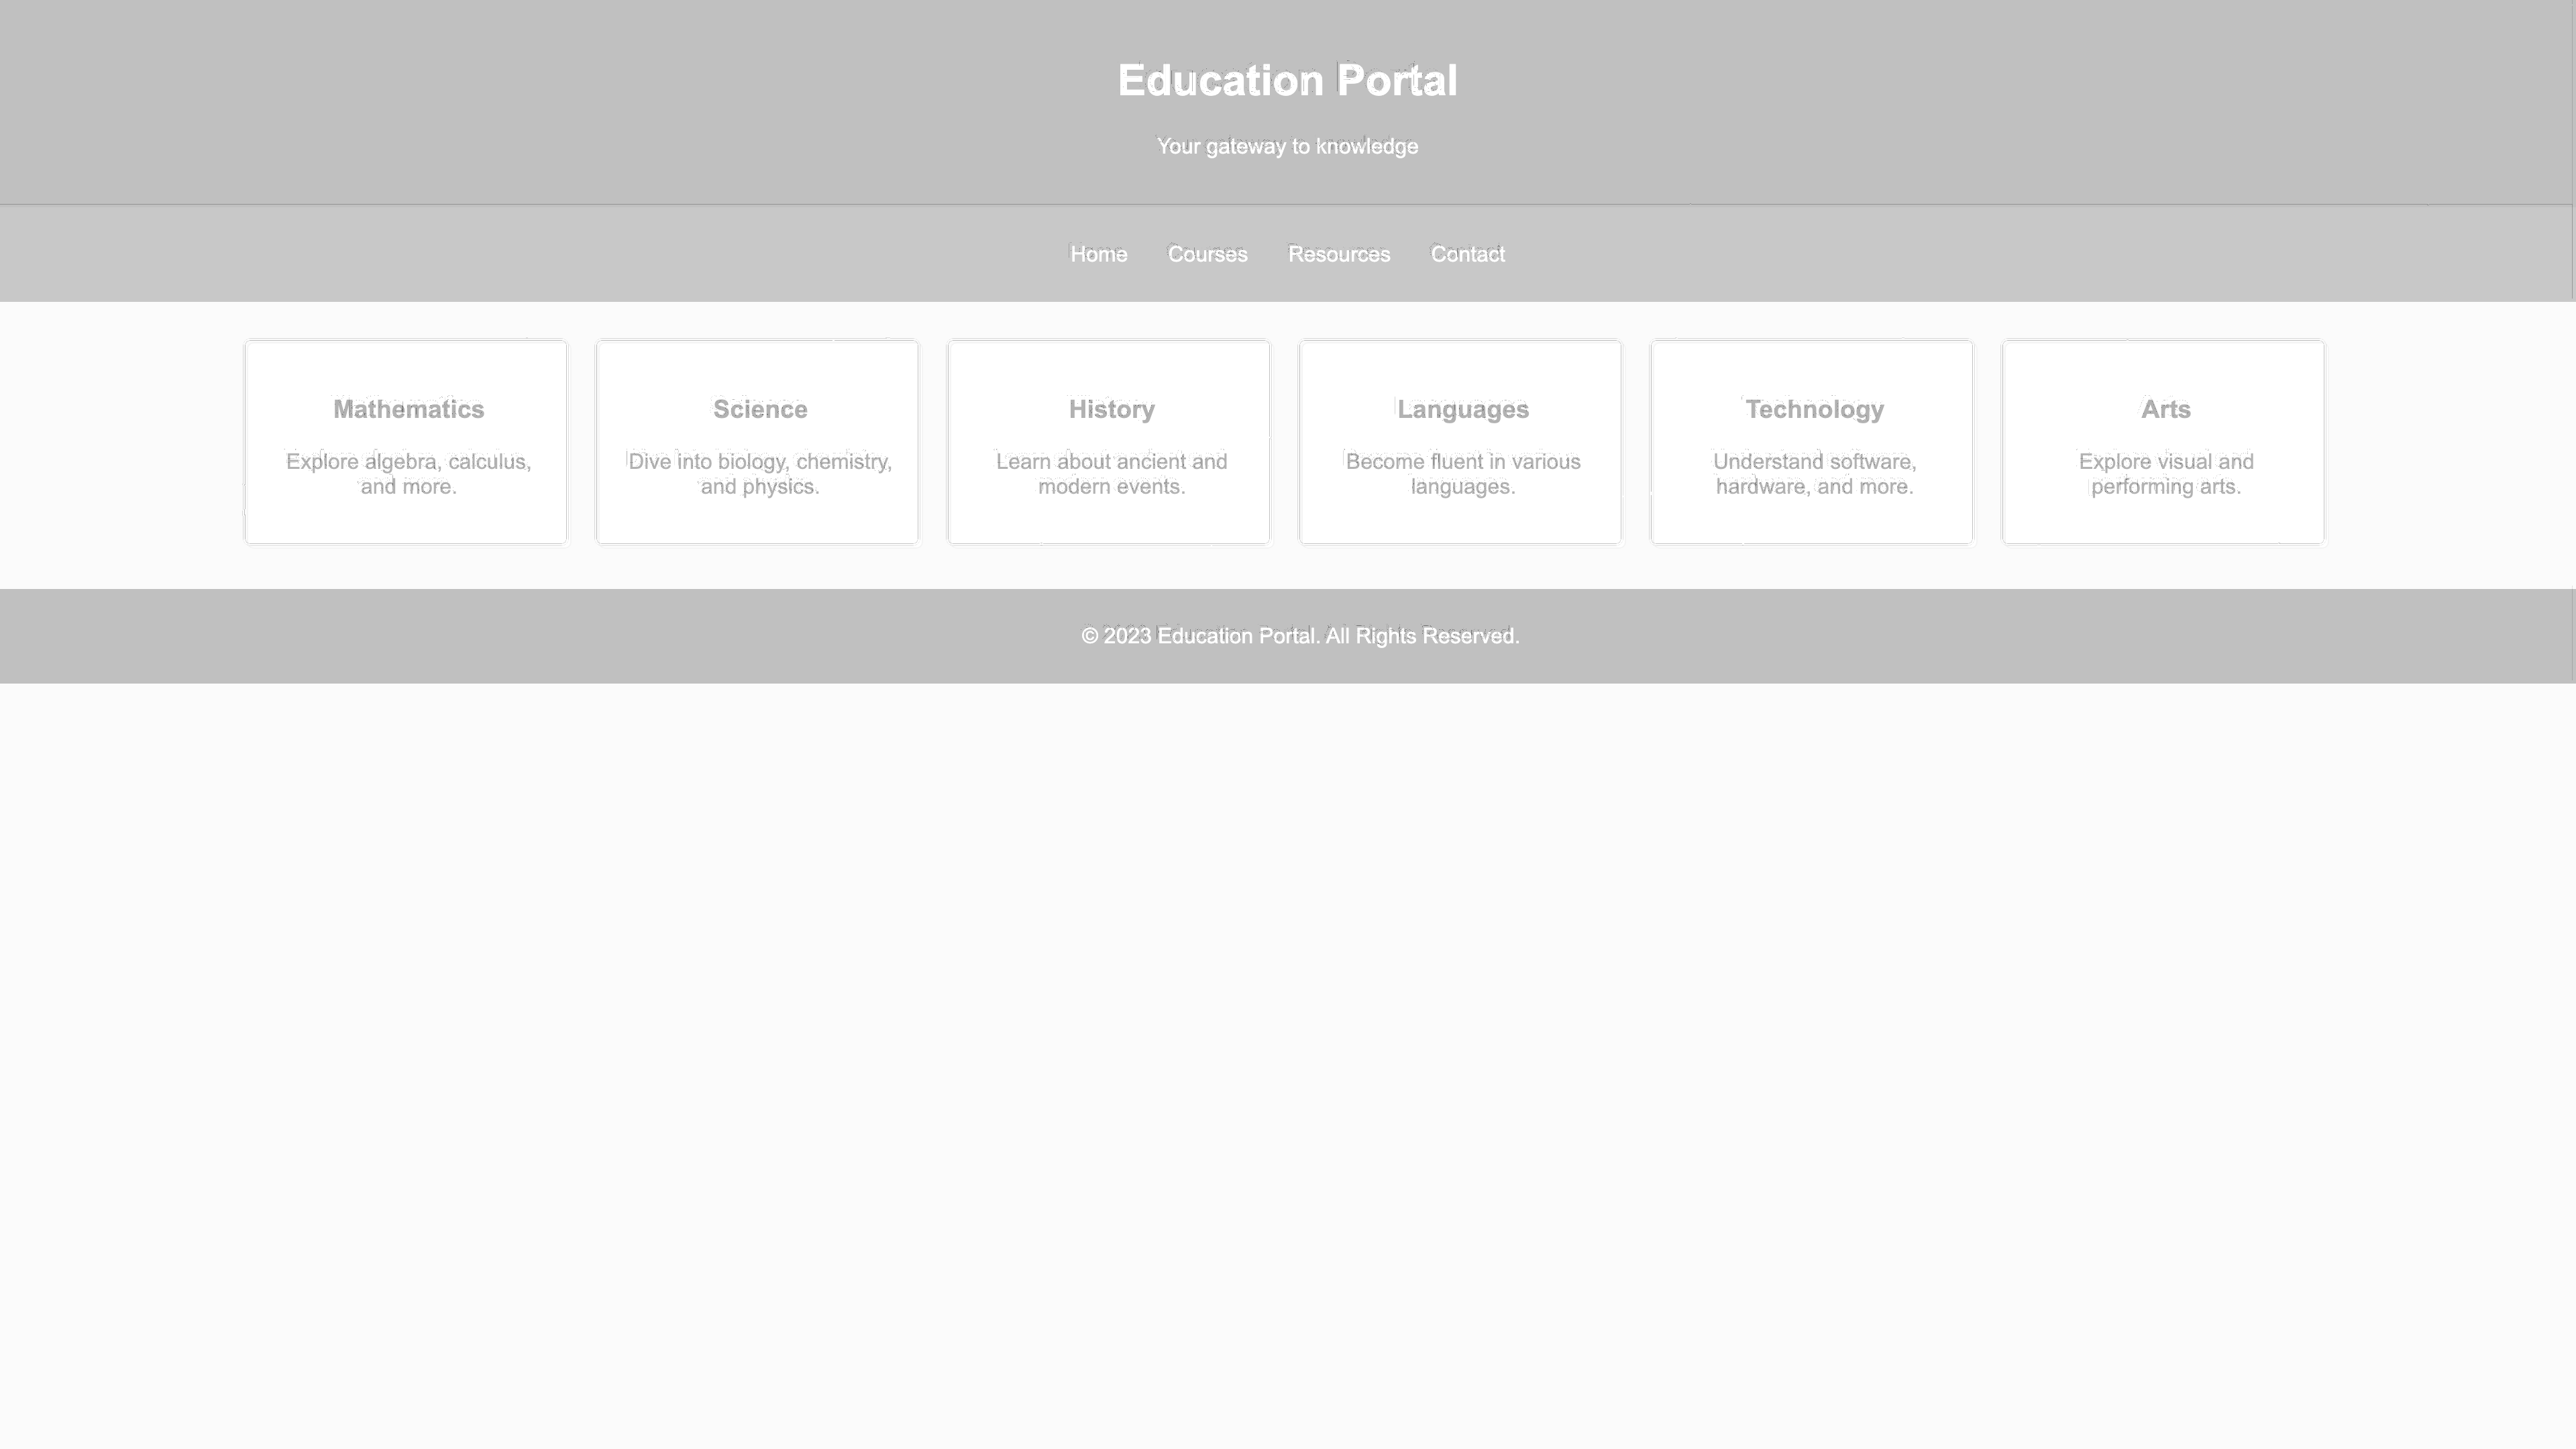 Education Portal
Your gateway to knowledge
Home Courses Resources Contact
Mathematics
Explore algebra, calculus,
and more.
Science
Dive into biology, chemistry,
and physics.
History
Learn about ancient and
modern events.
Languages
Become fluent in various
languages.
Technology
Understand software,
hardware, and more.
Arts
Explore visual and
performing arts.
© 2023 Education Portal. All Rights Reserved.